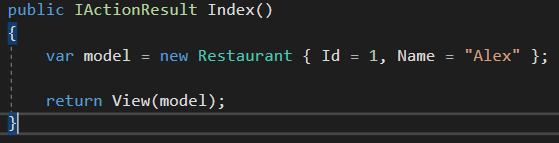 public IActionResult Index()
{
var model = new Restaurant { Id = 1, Name = "Alex" };
return View(model);
}